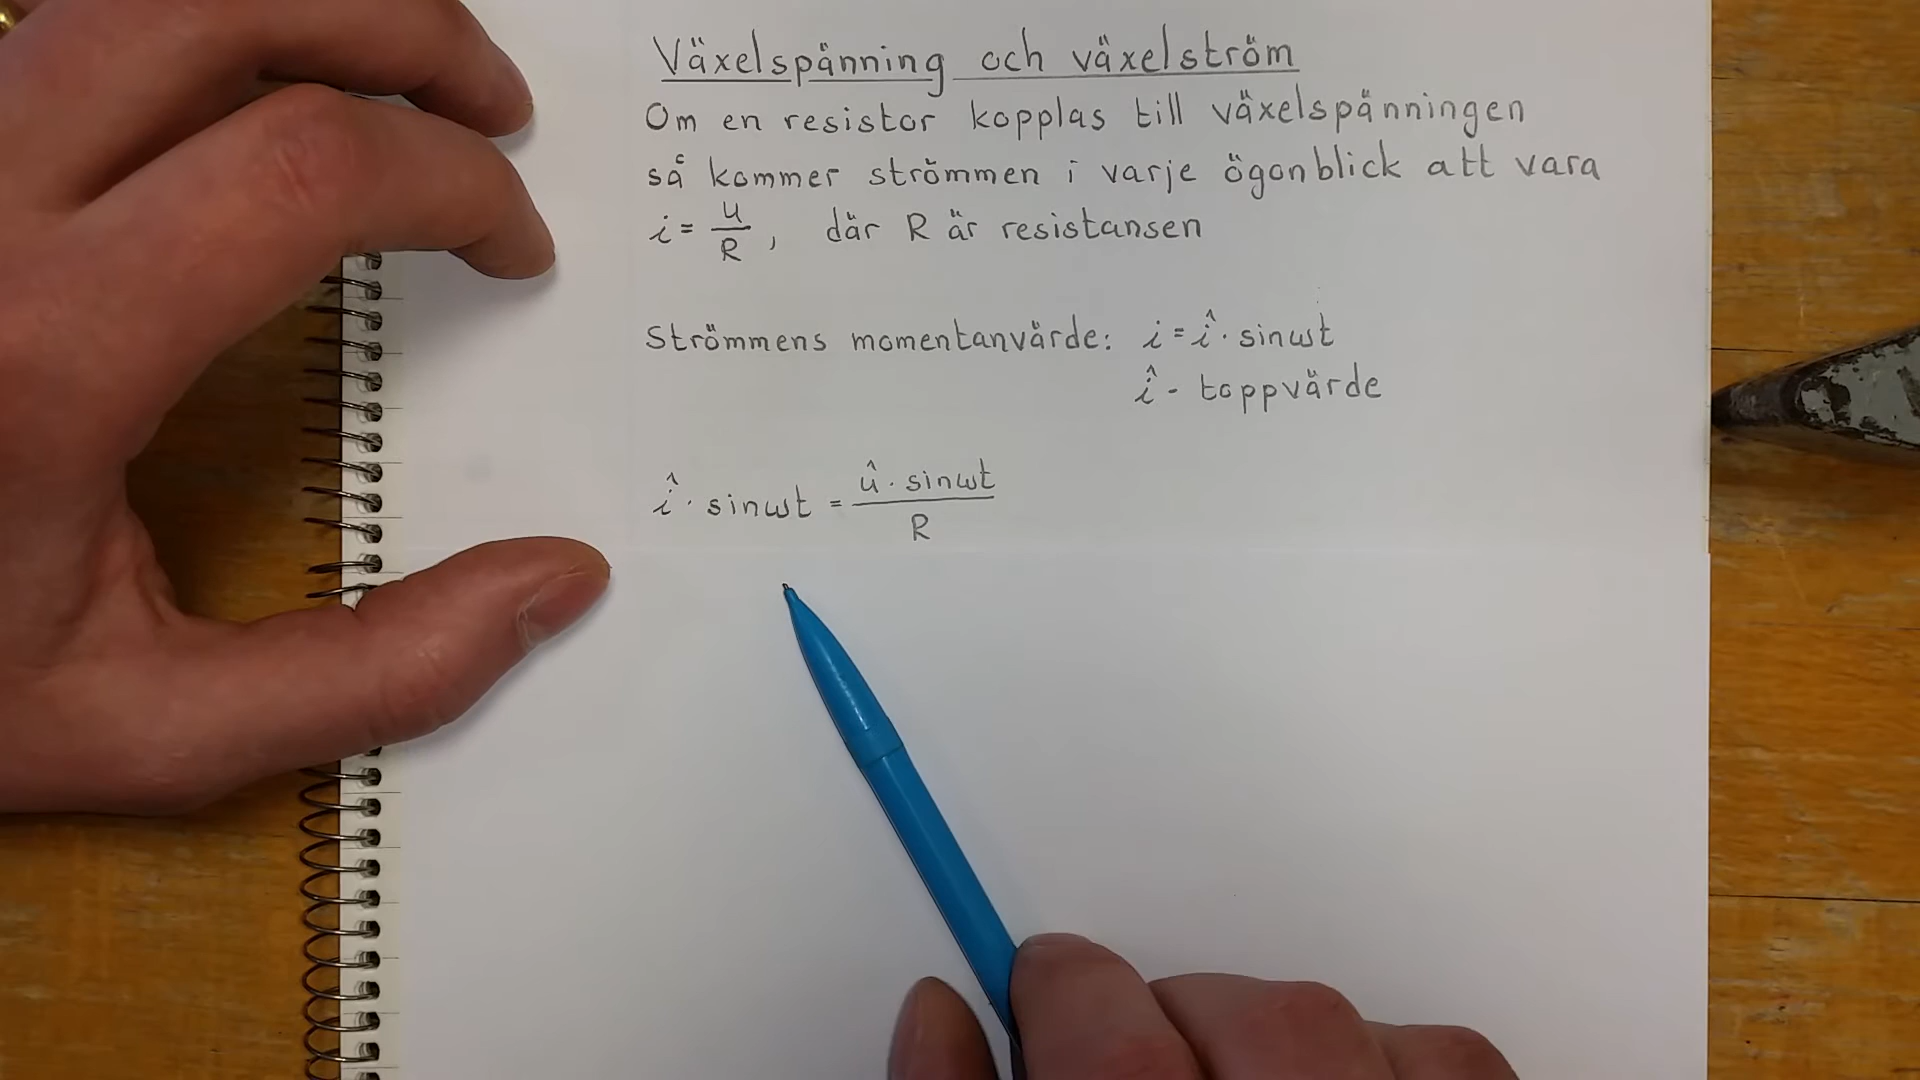 Växelspänning och växelström
Om en resistor kopplas till växelspänningen
så kommer strömmen i varje ögonblick att vara
i = u/R, där R är resistansen
Strömmens momentanvärde: i = î · sinωt
î - toppvärde
î · sinωt = û · sinωt / R